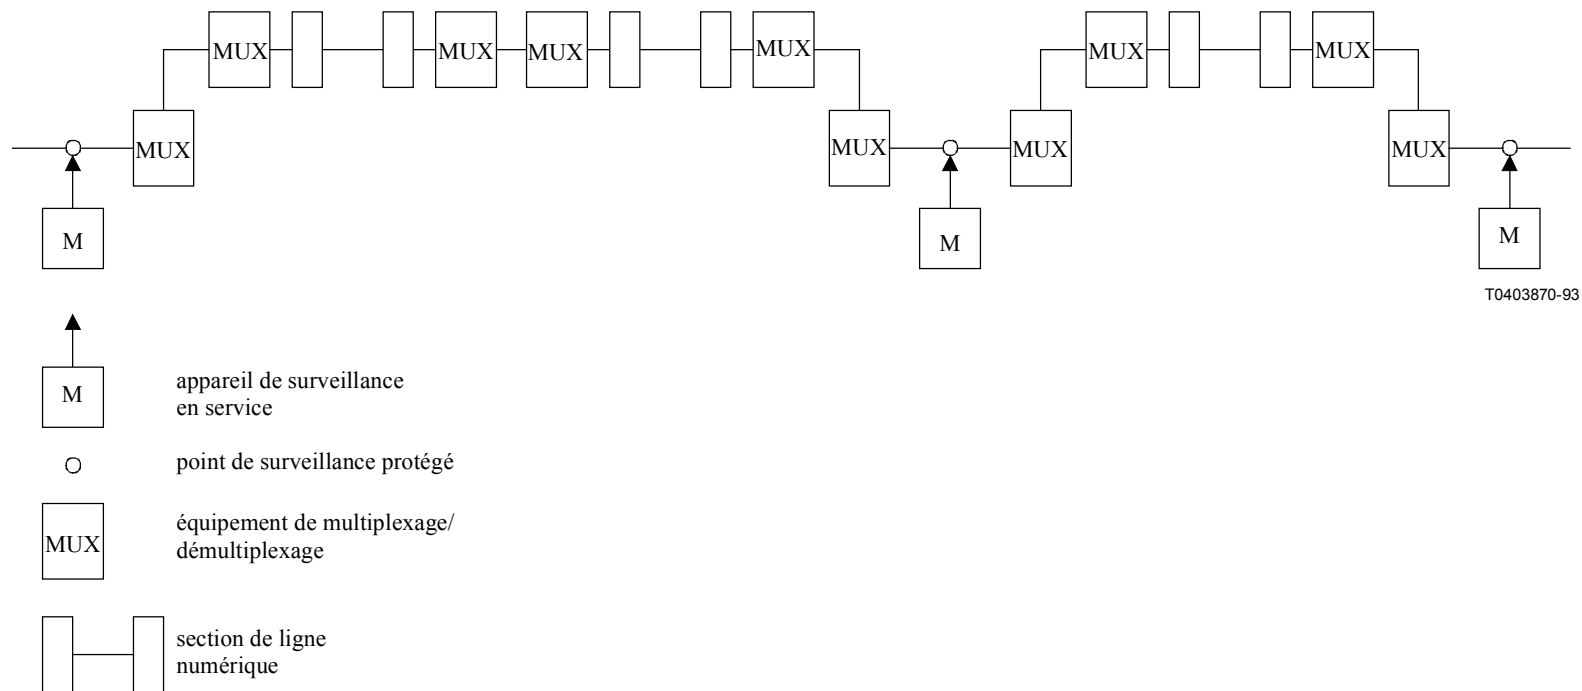 MUX MUX MUX MUX MUX MUX
MUX MUX MUX MUX
M M M
T0403870-93
M
appareil de surveillance
en service
point de surveillance protégé
MUX
équipement de multiplexage/
démultiplexage
section de ligne
numérique